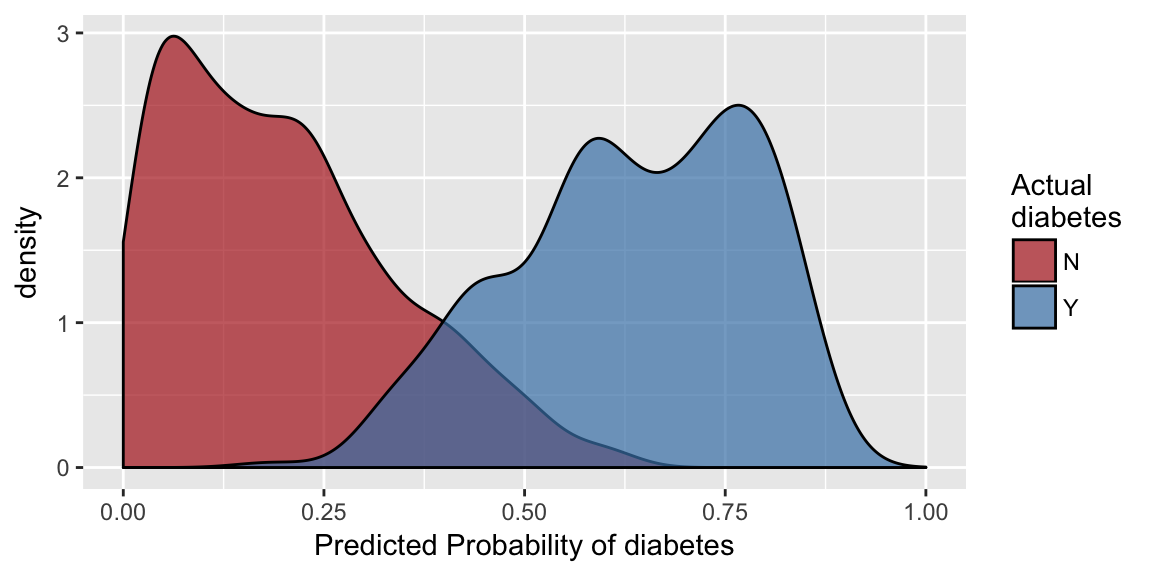 3
2
1
0
density
0.00
0.25
0.50
0.75
1.00
Predicted Probability of diabetes
Actual
diabetes
N
Y